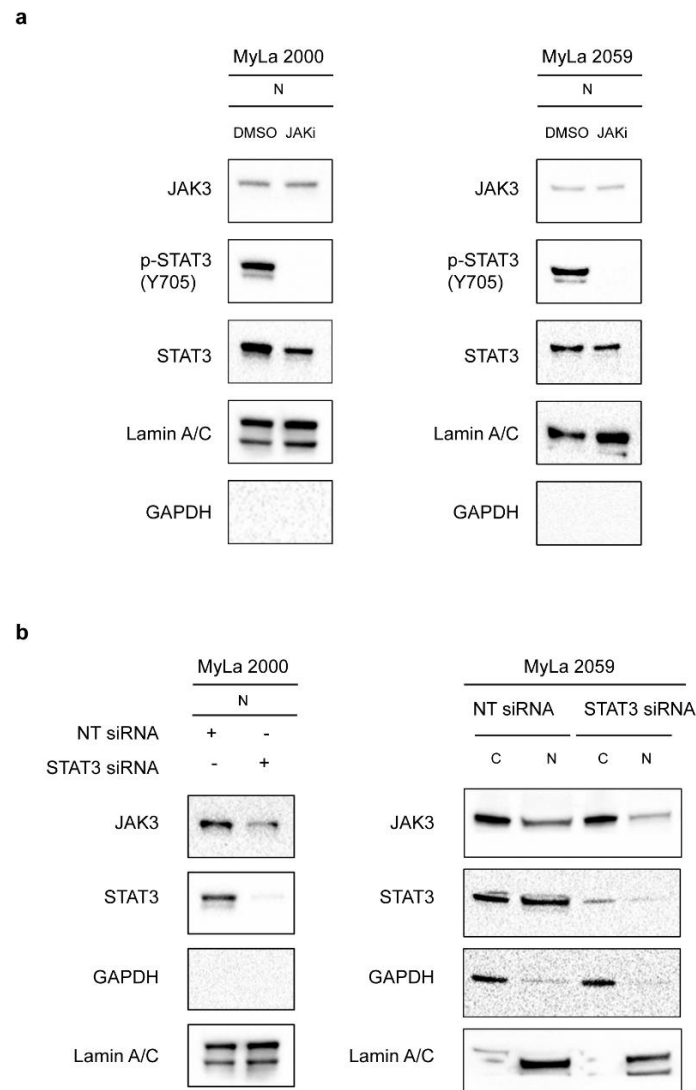 a
MyLa 2000
N
DMSO JAKi
JAK3
p-STAT3
(Y705)
STAT3
Lamin A/C
GAPDH
MyLa 2059
N
DMSO JAKi
JAK3
p-STAT3
(Y705)
STAT3
Lamin A/C
GAPDH
b
MyLa 2000
N
NT siRNA + -
STAT3 siRNA - +
JAK3
STAT3
GAPDH
Lamin A/C
MyLa 2059
NT siRNA STAT3 siRNA
C N C N
JAK3
STAT3
GAPDH
Lamin A/C